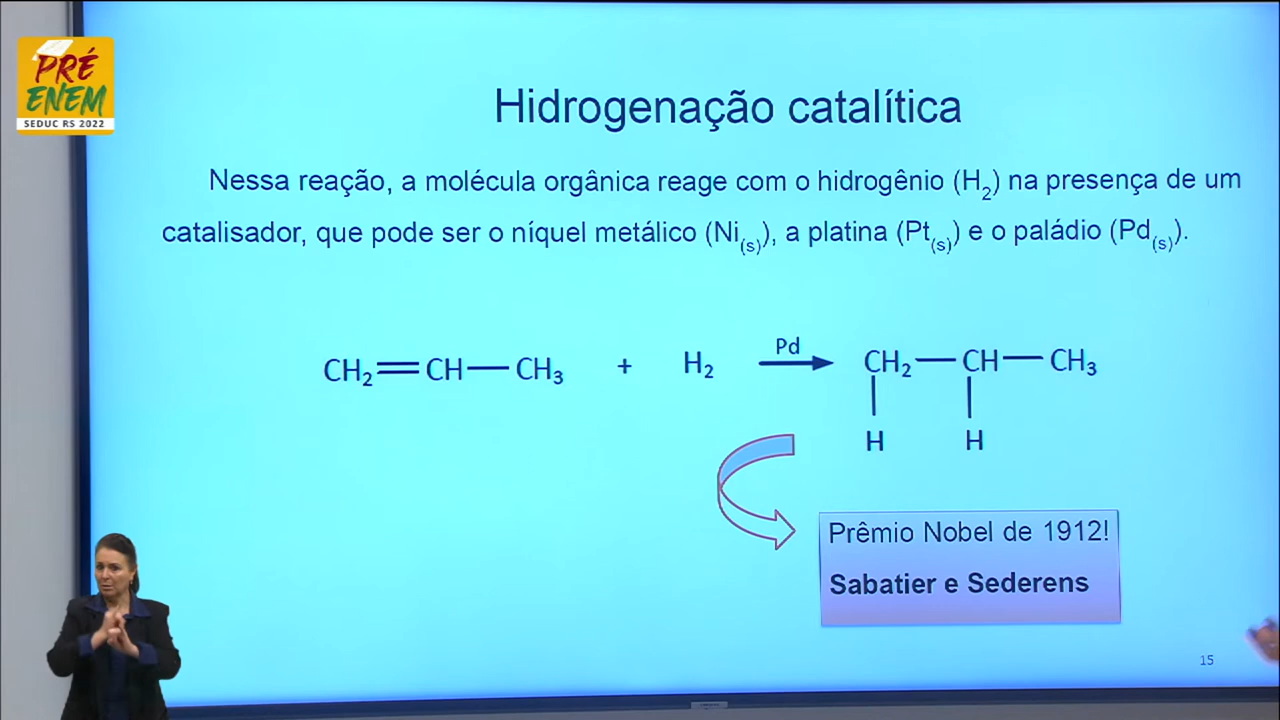 PRÉ
ENEM
SEDUC RS 2022
Hidrogenação catalítica
Nessa reação, a molécula orgânica reage com o hidrogênio (H₂) na presença de um
catalisador, que pode ser o níquel metálico (Ni₍s₎), a platina (Pt₍s₎) e o paládio (Pd₍s₎).
CH₂=CH—CH₃ + H₂ Pd CH₂—CH—CH₃
H H
Prêmio Nobel de 1912!
Sabatier e Sederens
15